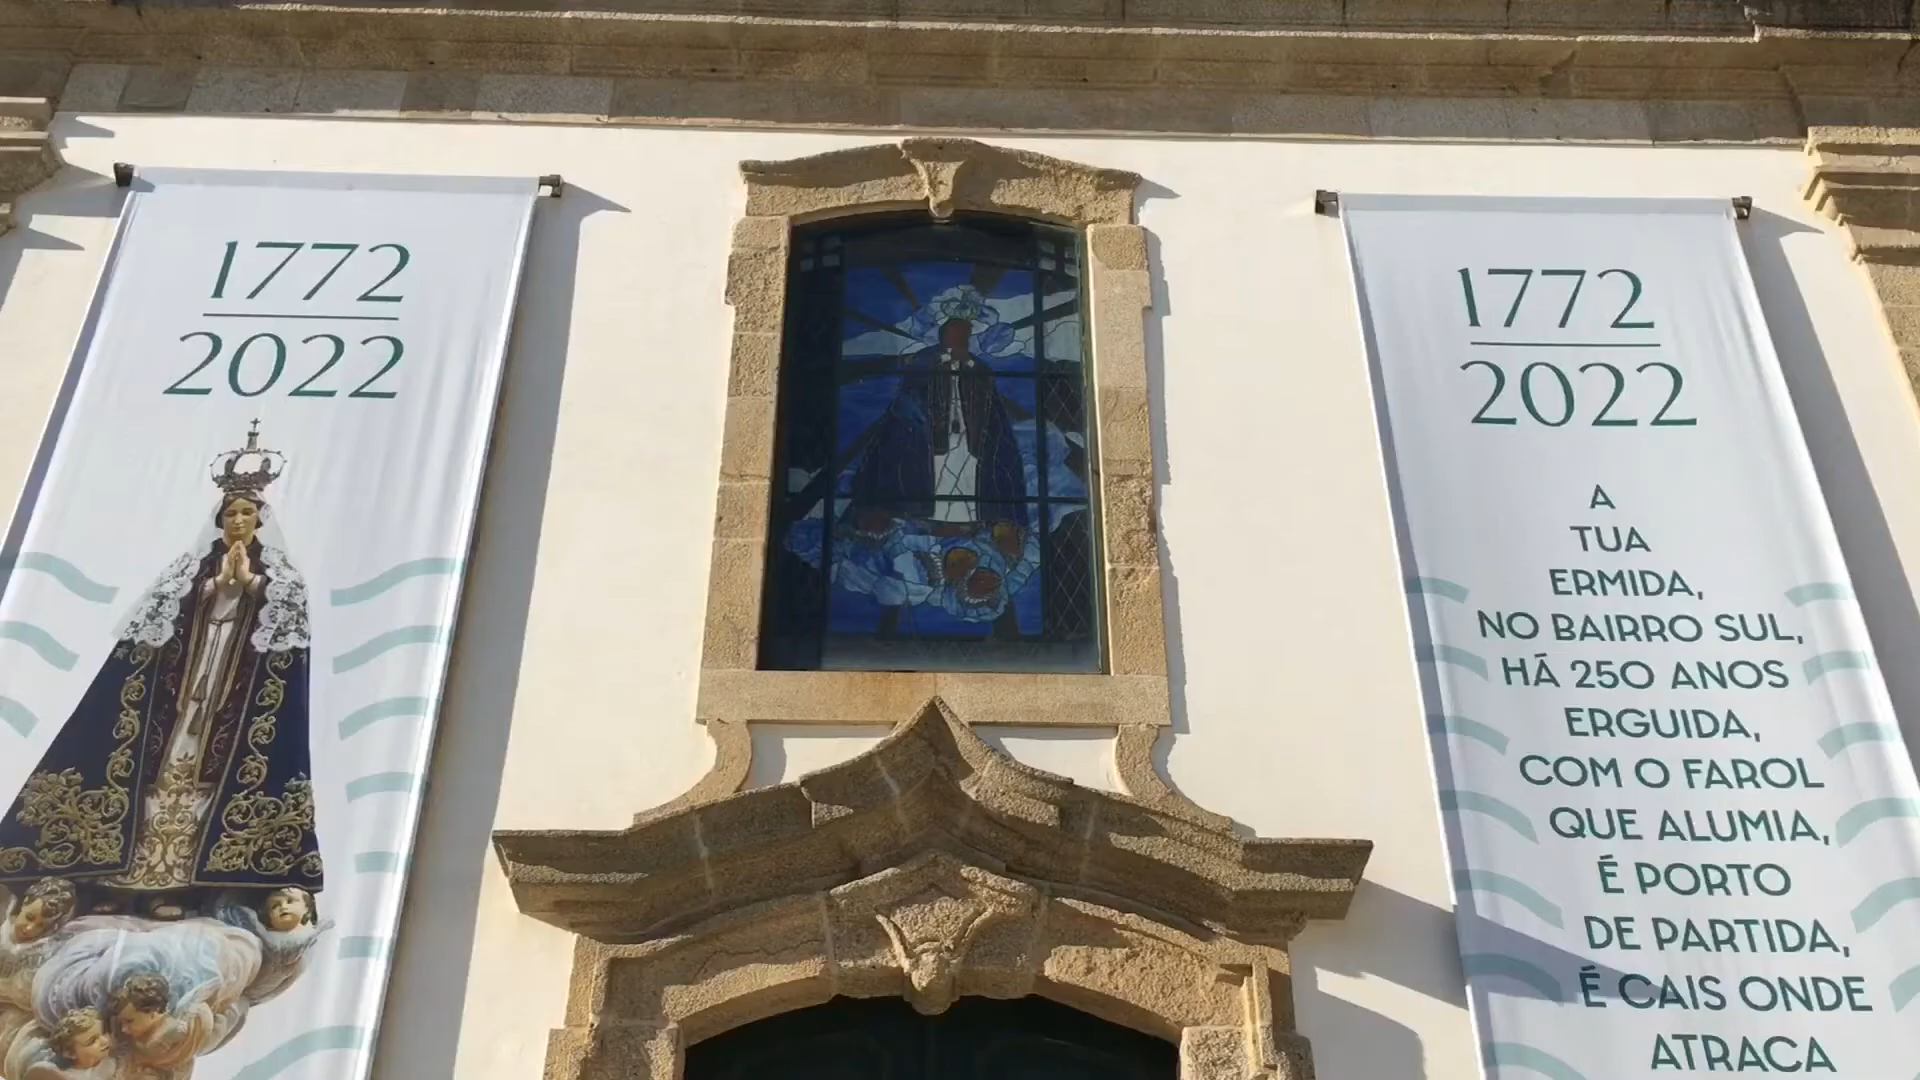 1772
2022
1772
2022
A
TUA
ERMIDA,
NO BAIRRO SUL,
HÁ 250 ANOS
ERGUIDA,
COM O FAROL
QUE ALUMIA,
É PORTO
DE PARTIDA,
É CAIS ONDE
ATRACA